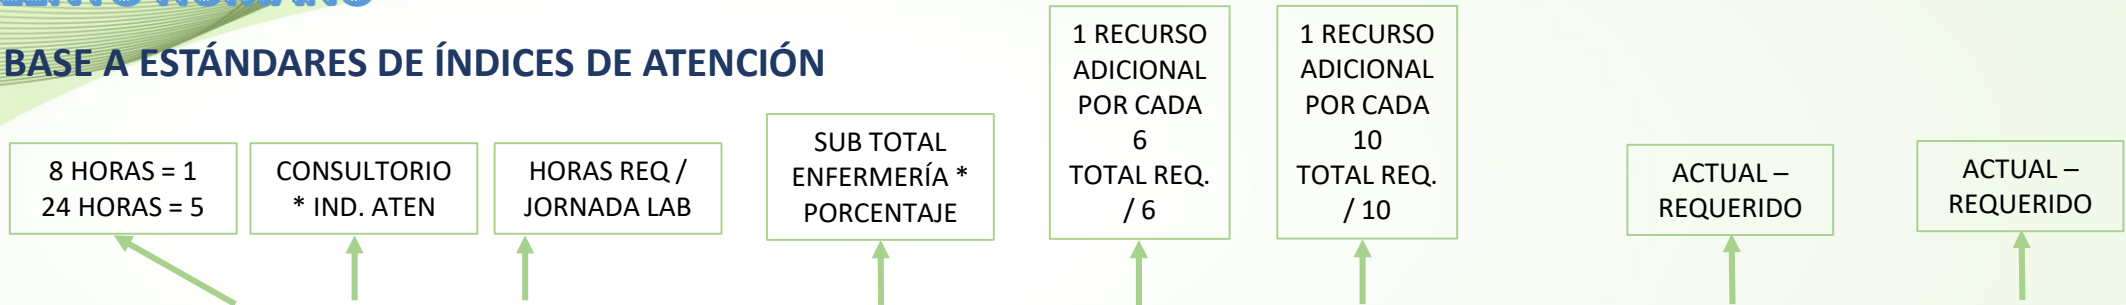 BASE A ESTÁNDARES DE ÍNDICES DE ATENCIÓN
8 HORAS = 1
24 HORAS = 5
CONSULTORIO
* IND. ATEN
HORAS REQ /
JORNADA LAB
SUB TOTAL
ENFERMERÍA *
PORCENTAJE
1 RECURSO
ADICIONAL
POR CADA
6
TOTAL REQ.
/ 6
1 RECURSO
ADICIONAL
POR CADA
10
TOTAL REQ.
/ 10
ACTUAL –
REQUERIDO
ACTUAL –
REQUERIDO